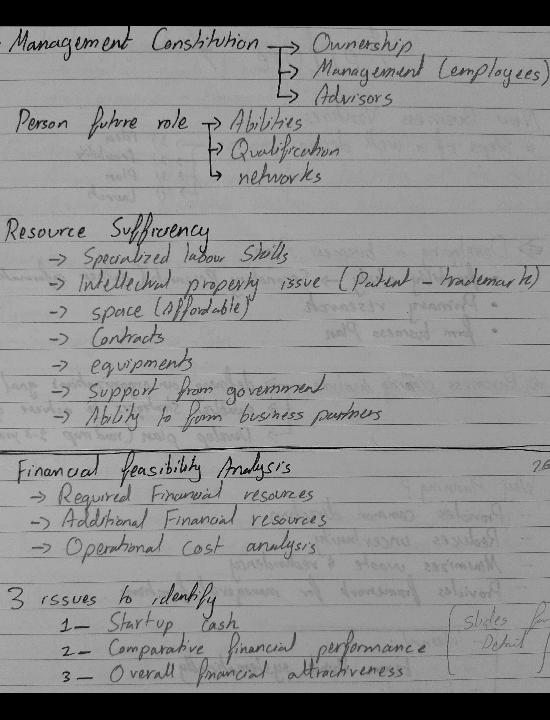 Management Constitution → Ownership
→ Management (employees)
→ Advisors
Person future role → Abilities
→ Qualification
→ networks
Resource Sufficiency
→ Specialized labour Skills
→ Intellectual property issue (Patent - trademark)
→ space (Affordable)
→ Contracts
→ equipments
→ Support from government
→ Ability to form business partners
Financial feasibility Analysis
→ Required Financial resources
→ Additional Financial resources
→ Operational Cost analysis
3 issues to identify
1 - Startup Cash
2 - Comparative financial performance
3 - Overall financial attractiveness
Slides for
Detail